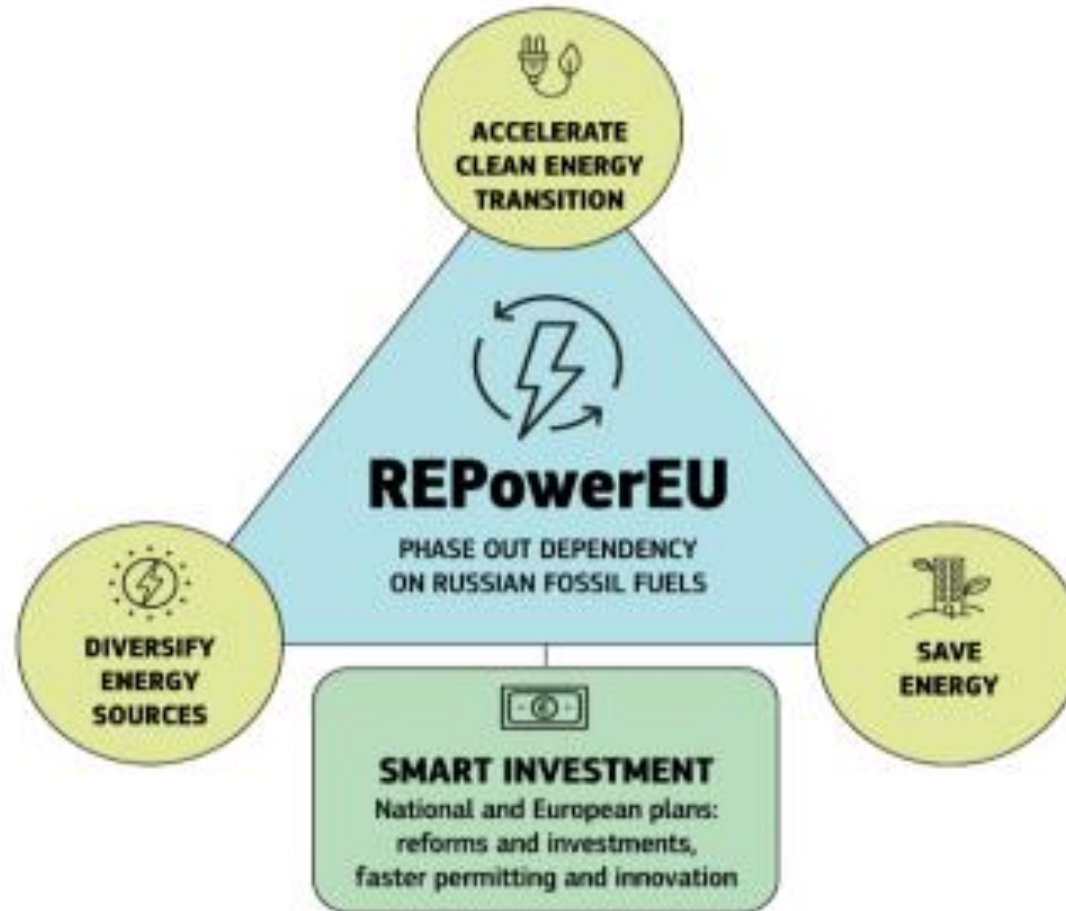 ACCELERATE
CLEAN ENERGY
TRANSITION
REPowerEU
PHASE OUT DEPENDENCY
ON RUSSIAN FOSSIL FUELS
DIVERSIFY
ENERGY
SOURCES
SAVE
ENERGY
SMART INVESTMENT
National and European plans:
reforms and investments,
faster permitting and innovation